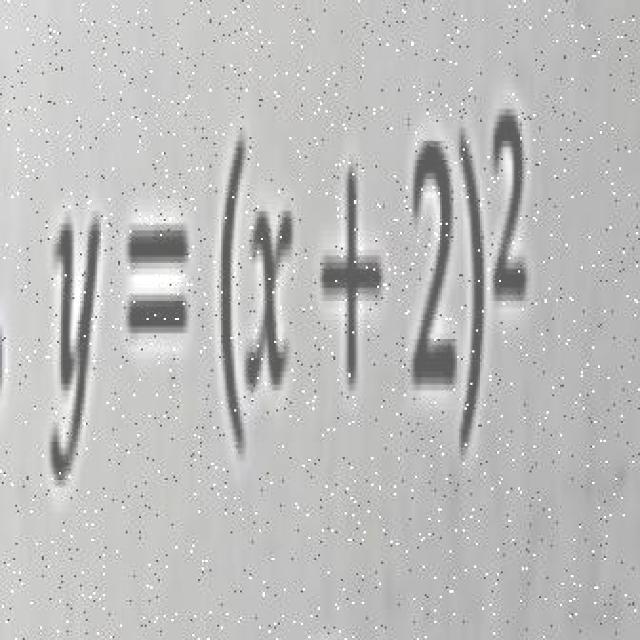 y = (x + 2)²